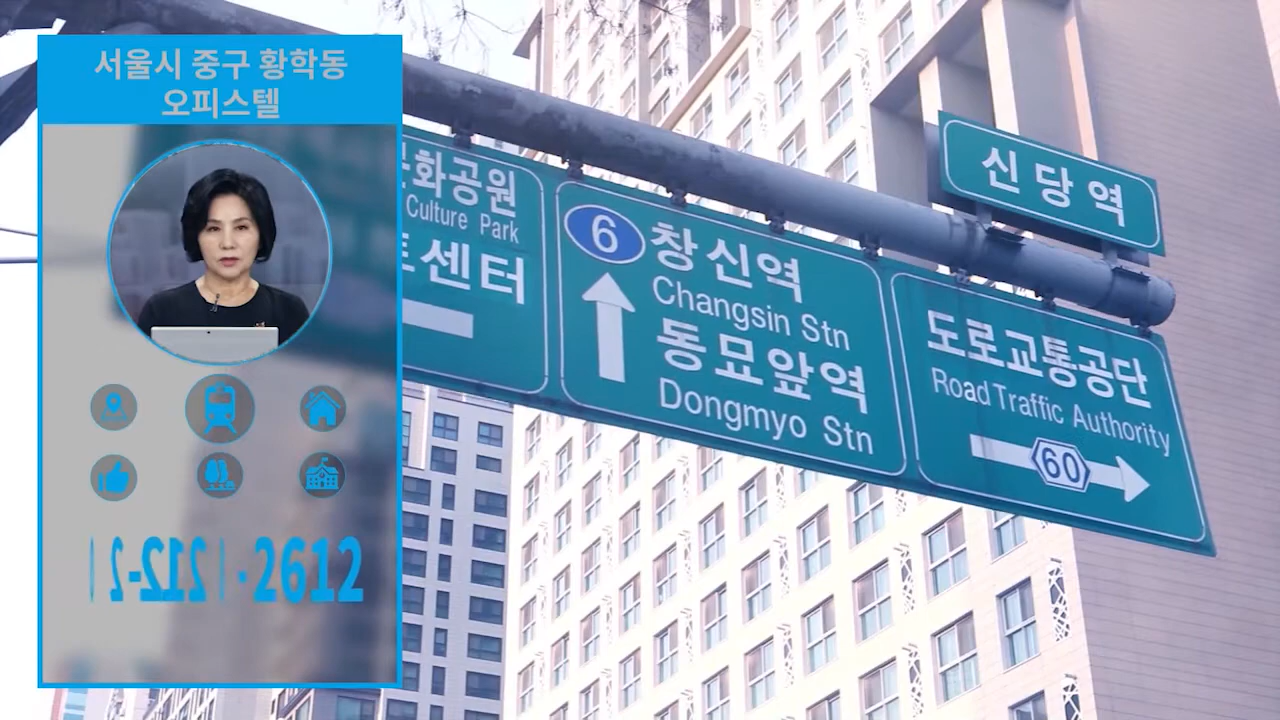 서울시 중구 황학동
오피스텔
2612
화공원
Culture Park
센터
6
창신역
Changsin Stn
동묘앞역
Dongmyo Stn
신당역
도로교통공단
Road Traffic Authority
60